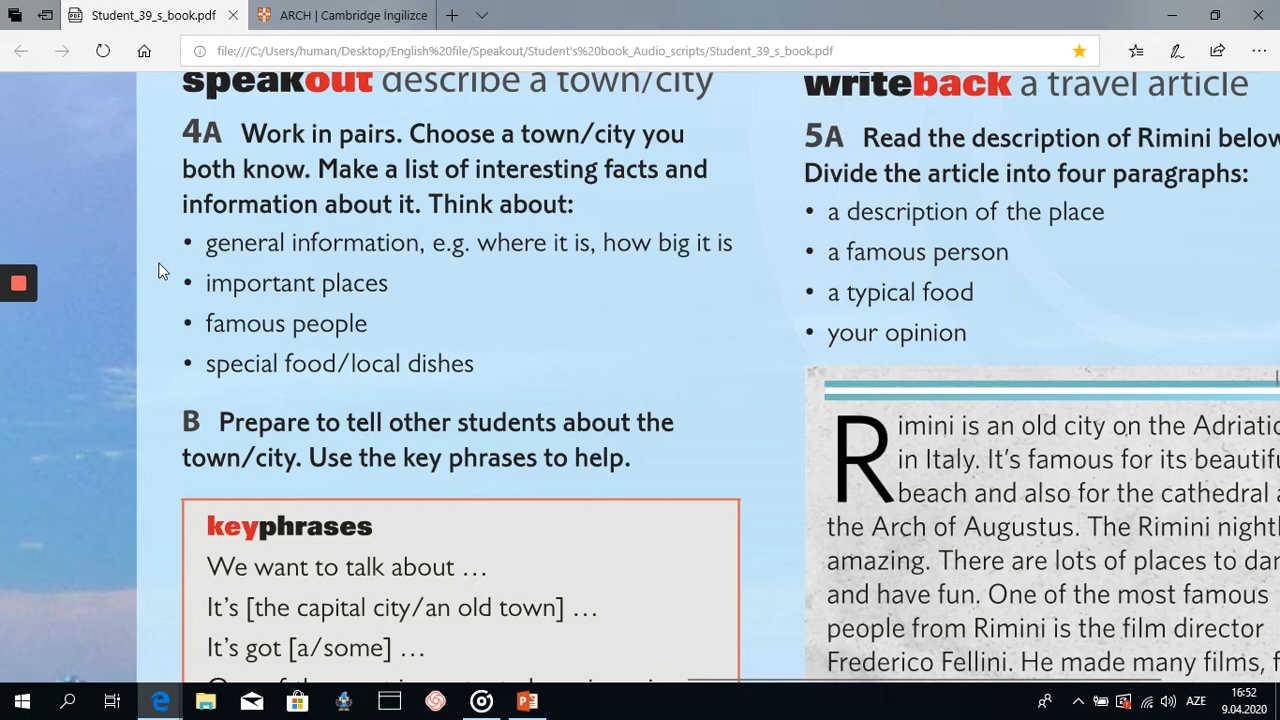 Student_39_s_book.pdf
ARCH | Cambridge İngilizce
file:///C:/Users/human/Desktop/English%20file/Speakout/Student's%20book_Audio_scripts/Student_39_s_book.pdf
speakout describe a town/city
4A Work in pairs. Choose a town/city you
both know. Make a list of interesting facts and
information about it. Think about:
• general information, e.g. where it is, how big it is
• important places
• famous people
• special food/local dishes
B Prepare to tell other students about the
town/city. Use the key phrases to help.
keyphrases
We want to talk about …
It's [the capital city/an old town] …
It's got [a/some] …
writeback a travel article
5A Read the description of Rimini below
Divide the article into four paragraphs:
• a description of the place
• a famous person
• a typical food
• your opinion
Rimini is an old city on the Adriatic
in Italy. It's famous for its beautifu
beach and also for the cathedral a
the Arch of Augustus. The Rimini nightl
amazing. There are lots of places to dan
and have fun. One of the most famous
people from Rimini is the film director
Frederico Fellini. He made many films, f
AZE
16:52
9.04.2020